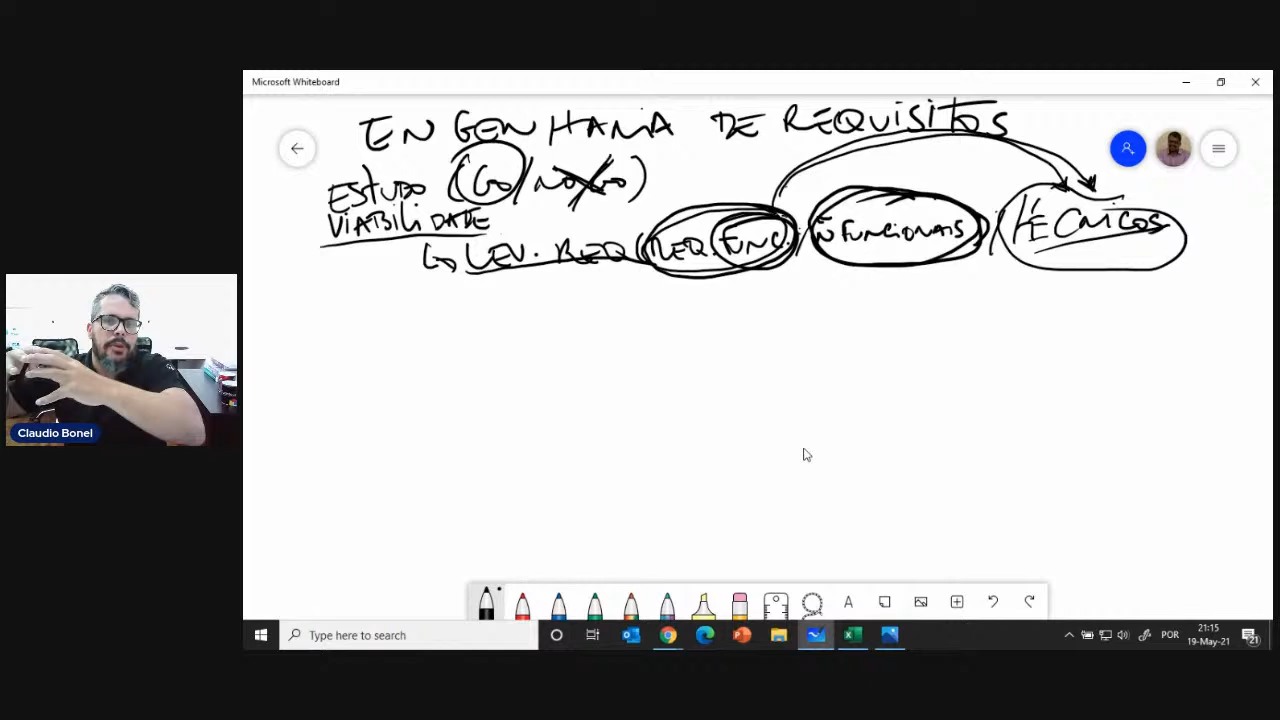 Microsoft Whiteboard
ENGENHARIA DE REQUISITOS
ESTUDO (GO/NO GO)
VIABILIDADE
↳ LEV. REQ (REQ. FUNC. / Ñ FUNCIONAIS / TÉCNICOS
Claudio Bonel
A
Type here to search
POR
21:15
19-May-21
21